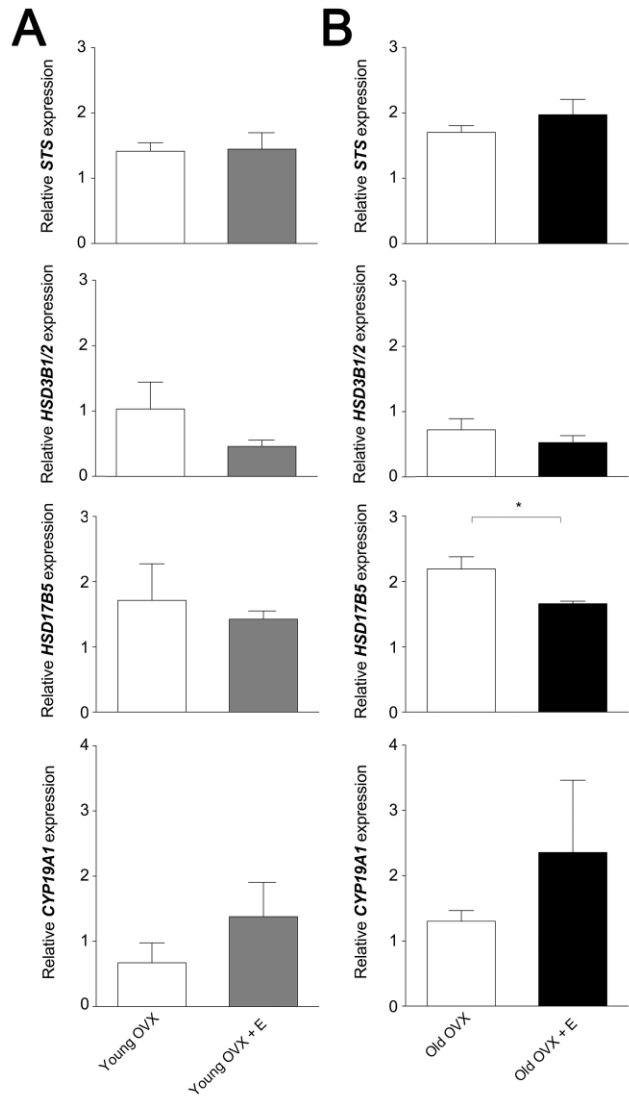 A
B
Relative STS expression
3
2
1
0
Relative STS expression
3
2
1
0
Relative HSD3B1/2 expression
3
2
1
0
Relative HSD3B1/2 expression
3
2
1
0
Relative HSD17B5 expression
3
2
1
0
Relative HSD17B5 expression
3
2
1
0
*
Relative CYP19A1 expression
4
3
2
1
0
Relative CYP19A1 expression
4
3
2
1
0
Young OVX
Young OVX + E
Old OVX
Old OVX + E